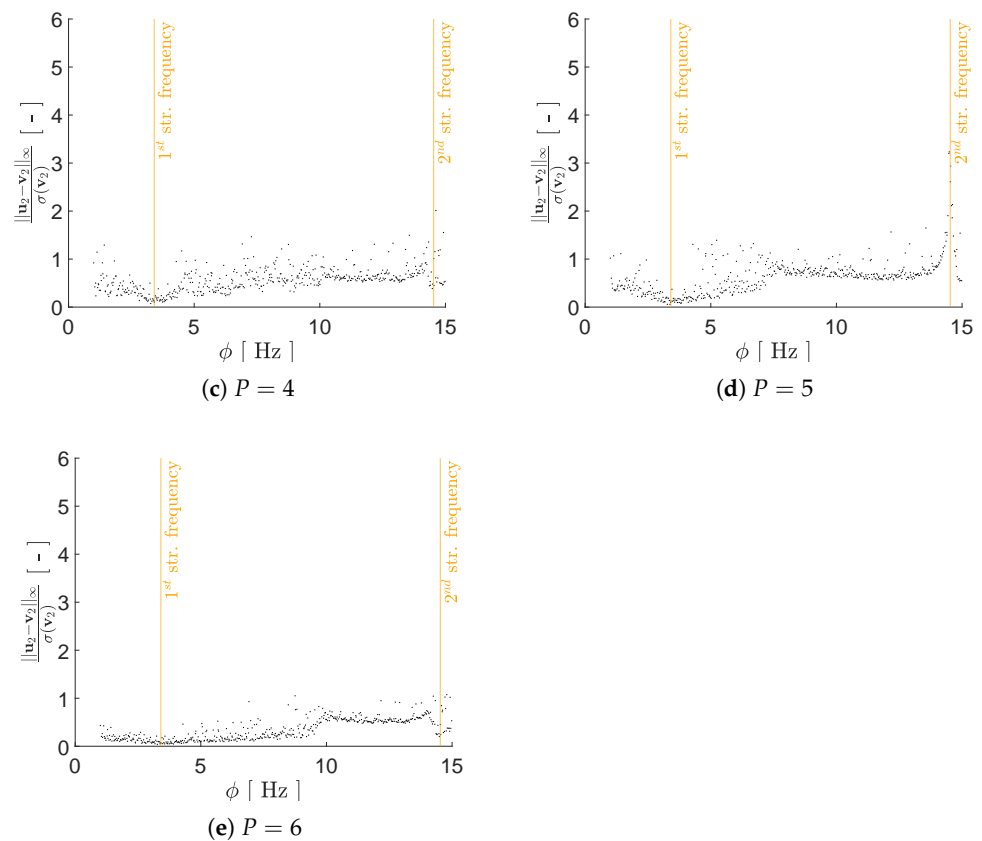 6
5
4
3
2
1
0
||u₂−v₂||∞
σ(v₂)
[ - ]
1ˢᵗ str. frequency
2ⁿᵈ str. frequency
0 5 10 15
ϕ [ Hz ]
(c) P = 4
6
5
4
3
2
1
0
||u₂−v₂||∞
σ(v₂)
[ - ]
1ˢᵗ str. frequency
2ⁿᵈ str. frequency
0 5 10 15
ϕ [ Hz ]
(d) P = 5
6
5
4
3
2
1
0
||u₂−v₂||∞
σ(v₂)
[ - ]
1ˢᵗ str. frequency
2ⁿᵈ str. frequency
0 5 10 15
ϕ [ Hz ]
(e) P = 6